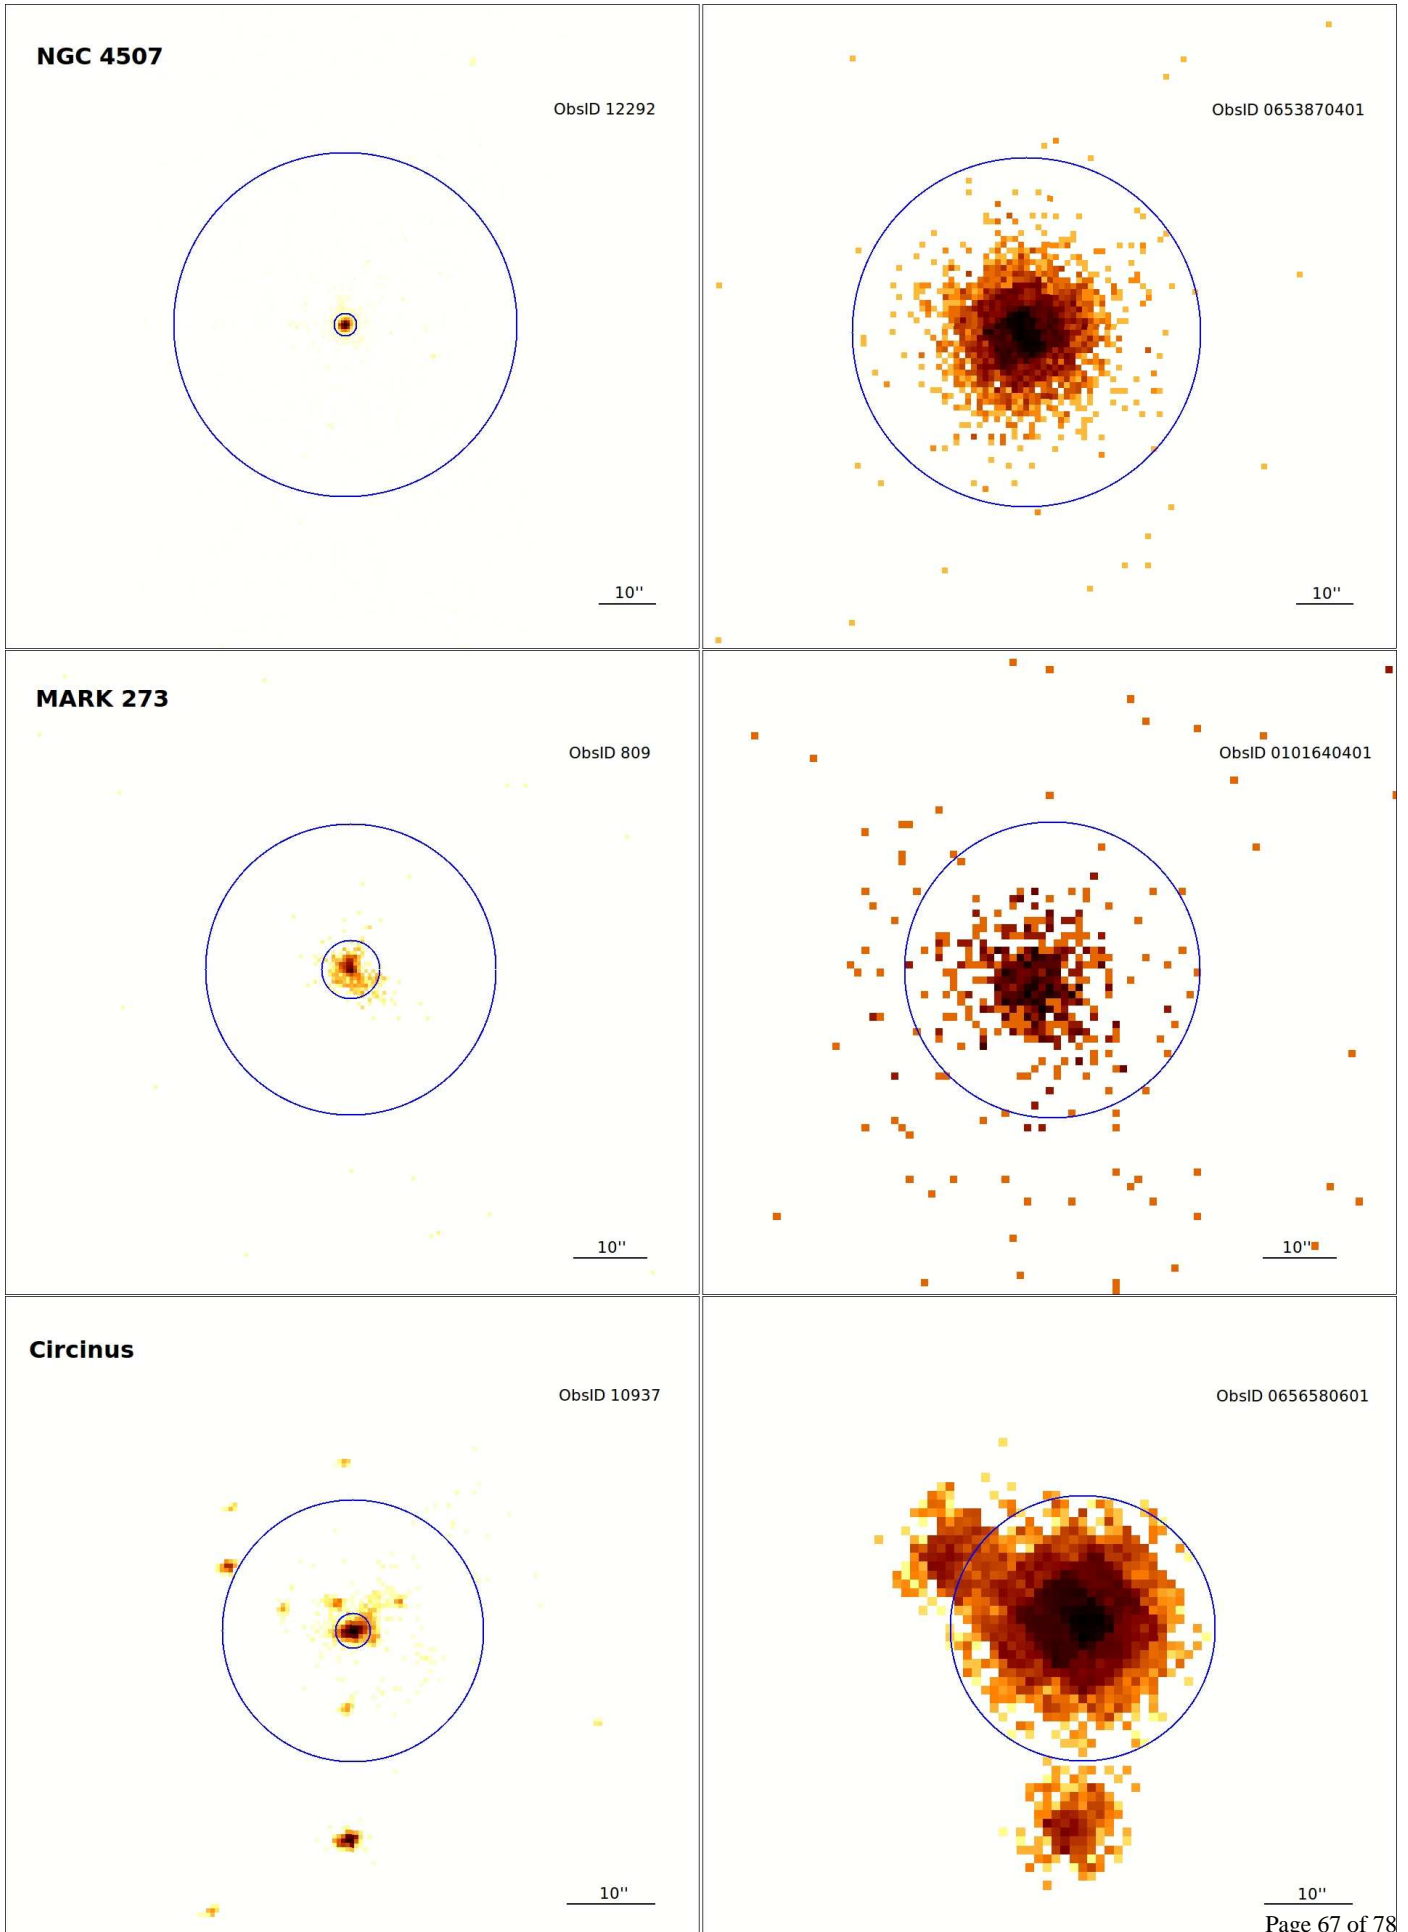 NGC 4507
ObsID 12292
ObsID 0653870401
10''
10''
MARK 273
ObsID 809
ObsID 0101640401
10''
10''
Circinus
ObsID 10937
ObsID 0656580601
10''
10''
Page 67 of 78